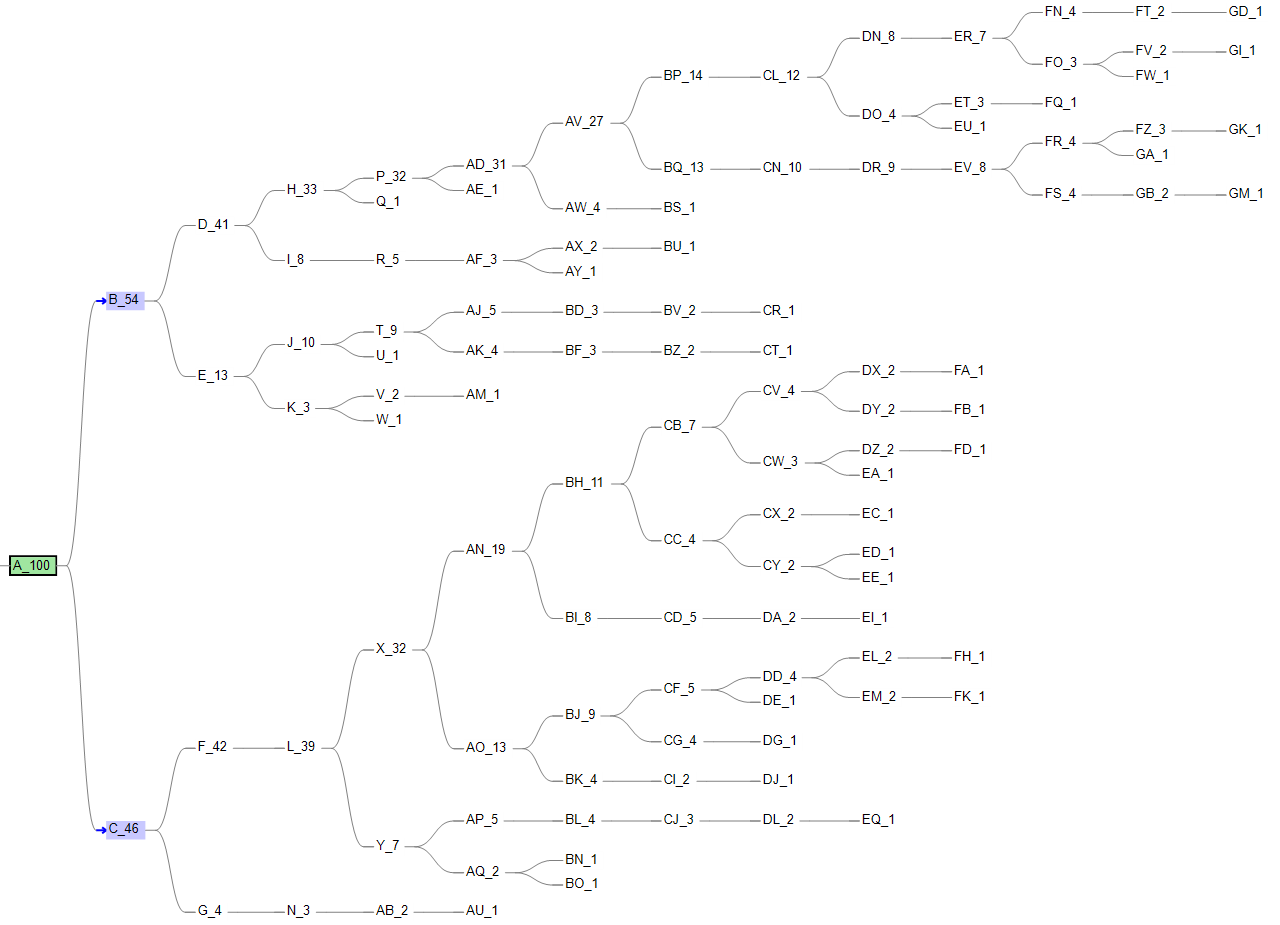 FN_4 FT_2 GD_1
DN_8 ER_7
FV_2 GI_1
FO_3
BP_14 CL_12 FW_1
ET_3 FQ_1
DO_4
AV_27 EU_1
FZ_3 GK_1
FR_4
GA_1
AD_31 BQ_13 CN_10 DR_9 EV_8
P_32
H_33 AE_1 FS_4 GB_2 GM_1
Q_1 AW_4 BS_1
D_41
AX_2 BU_1
I_8 R_5 AF_3
AY_1
B_54
AJ_5 BD_3 BV_2 CR_1
T_9
J_10
U_1 AK_4 BF_3 BZ_2 CT_1
E_13 DX_2 FA_1
CV_4
V_2 AM_1
K_3 DY_2 FB_1
W_1
CB_7
DZ_2 FD_1
CW_3
EA_1
BH_11
CX_2 EC_1
CC_4
AN_19 ED_1
A_100 CY_2
EE_1
BI_8 CD_5 DA_2 EI_1
X_32 EL_2 FH_1
DD_4
CF_5
DE_1 EM_2 FK_1
BJ_9
F_42 L_39 AO_13 CG_4 DG_1
BK_4 CI_2 DJ_1
AP_5 BL_4 CJ_3 DL_2 EQ_1
C_46
Y_7
BN_1
AQ_2
BO_1
G_4 N_3 AB_2 AU_1